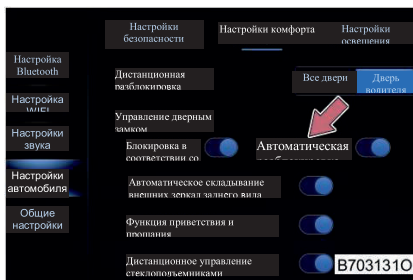 Настройки
безопасности
Настройки комфорта
Настройки
освещения
Настройка
Bluetooth
Настройка
WIFI
Настройки
звука
Настройки
автомобиля
Общие
настройки
Дистанционная
разблокировка
Все двери
Дверь
водителя
Управление дверным
замком
Блокировка в
соответствии со
Автоматическая
Автоматическое складывание
внешних зеркал заднего вида
Функция приветствия и
прощания
Дистанционное управление
стеклоподъемниками
B703131O